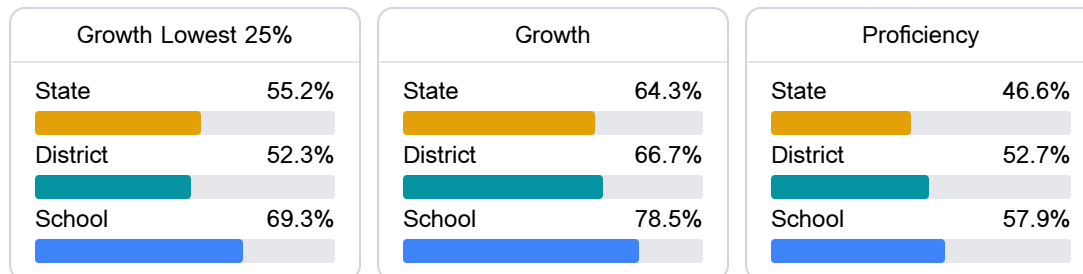 Growth Lowest 25%
State 55.2%
District 52.3%
School 69.3%
Growth
State 64.3%
District 66.7%
School 78.5%
Proficiency
State 46.6%
District 52.7%
School 57.9%